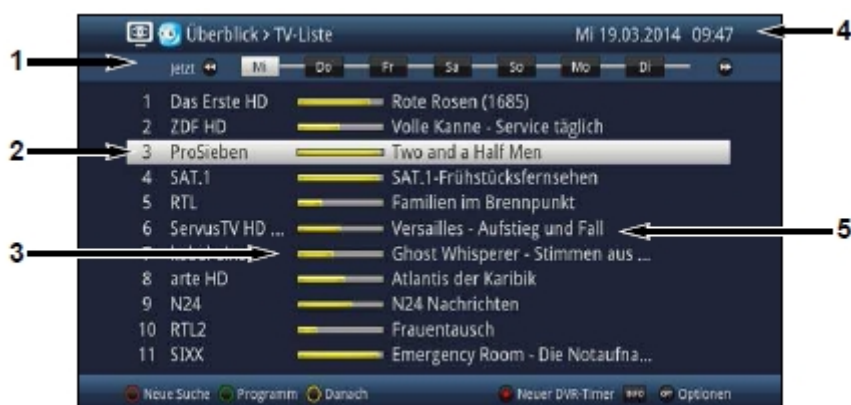 Überblick > TV-Liste Mi 19.03.2014 09:47 4
1 Jetzt Mi Do Fr Sa So Mo Di
1 Das Erste HD Rote Rosen (1685)
2 ZDF HD Volle Kanne - Service täglich
2 3 ProSieben Two and a Half Men
4 SAT.1 SAT.1-Frühstücksfernsehen
5 RTL Familien im Brennpunkt
6 ServusTV HD ... Versailles - Aufstieg und Fall 5
3 Ghost Whisperer - Stimmen aus ...
8 arte HD Atlantis der Karibik
9 N24 N24 Nachrichten
10 RTL2 Frauentausch
11 SIXX Emergency Room - Die Notaufna...
Neue Suche Programm Danach Neuer DVR-Timer INFO OPT Optionen